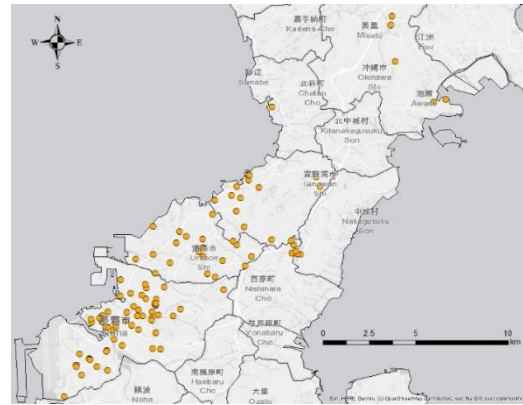 N
W
E
S
嘉手納町
Kadena-Cho
美里
Misato
沖縄市
Okinawa
Shi
泡瀬
Awase
砂辺
Sunabe
北谷町
Chatan
Cho
北中城村
Kitanakagusuku
Son
宜野湾市
Ginowan
Shi
中城村
Nakagusuku
Son
浦添市
Urasoe
Shi
西原町
Nishihara
Cho
那覇市
Naha
与那原町
Yonabaru
Cho
南風原町
Haebaru
Cho
大里
Ozato
0
2.5
5
10
km